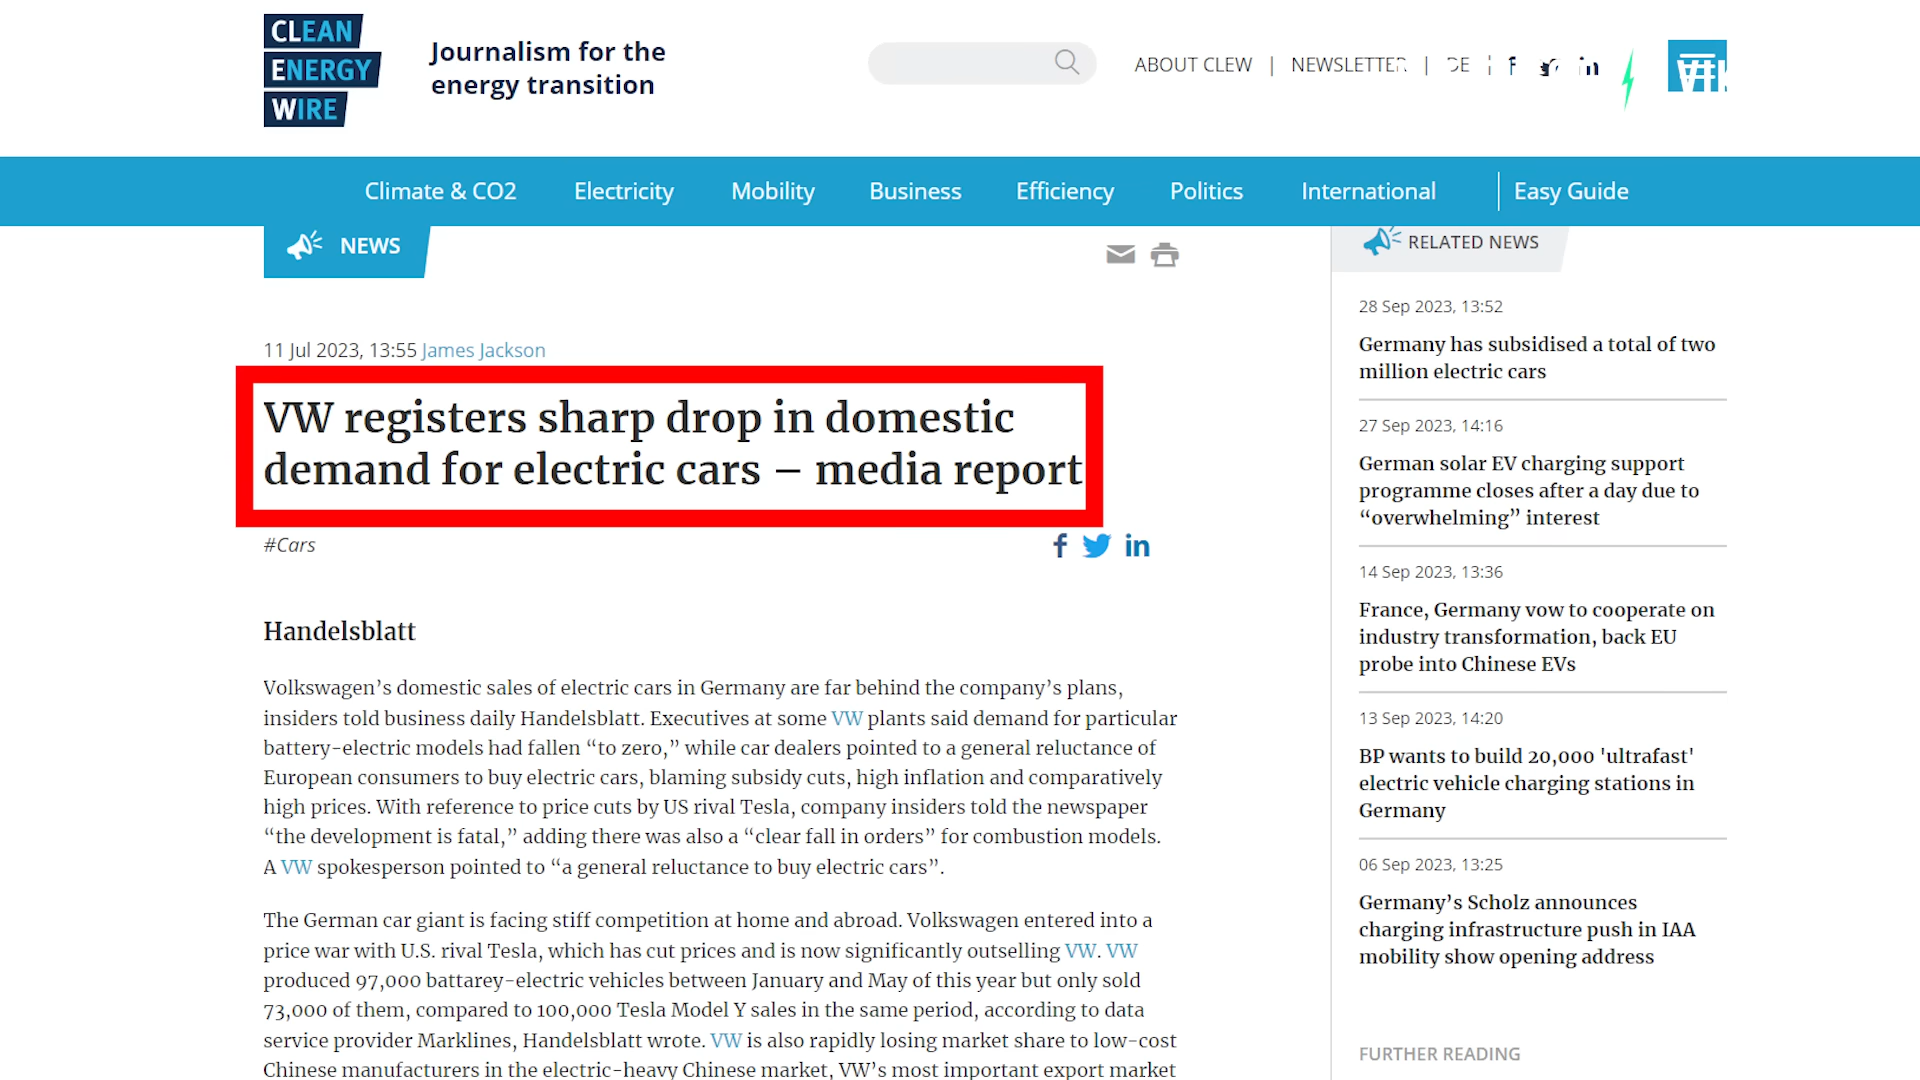 CLEAN
ENERGY
WIRE
Journalism for the
energy transition
ABOUT CLEW | NEWSLETTER | DE
Climate & CO2 Electricity Mobility Business Efficiency Politics International Easy Guide
NEWS
11 Jul 2023, 13:55 James Jackson
VW registers sharp drop in domestic
demand for electric cars – media report
#Cars
Handelsblatt
Volkswagen’s domestic sales of electric cars in Germany are far behind the company’s plans,
insiders told business daily Handelsblatt. Executives at some VW plants said demand for particular
battery-electric models had fallen “to zero,” while car dealers pointed to a general reluctance of
European consumers to buy electric cars, blaming subsidy cuts, high inflation and comparatively
high prices. With reference to price cuts by US rival Tesla, company insiders told the newspaper
“the development is fatal,” adding there was also a “clear fall in orders” for combustion models.
A VW spokesperson pointed to “a general reluctance to buy electric cars”.
The German car giant is facing stiff competition at home and abroad. Volkswagen entered into a
price war with U.S. rival Tesla, which has cut prices and is now significantly outselling VW. VW
produced 97,000 battarey-electric vehicles between January and May of this year but only sold
73,000 of them, compared to 100,000 Tesla Model Y sales in the same period, according to data
service provider Marklines, Handelsblatt wrote. VW is also rapidly losing market share to low-cost
Chinese manufacturers in the electric-heavy Chinese market, VW’s most important export market
RELATED NEWS
28 Sep 2023, 13:52
Germany has subsidised a total of two
million electric cars
27 Sep 2023, 14:16
German solar EV charging support
programme closes after a day due to
“overwhelming” interest
14 Sep 2023, 13:36
France, Germany vow to cooperate on
industry transformation, back EU
probe into Chinese EVs
13 Sep 2023, 14:20
BP wants to build 20,000 'ultrafast'
electric vehicle charging stations in
Germany
06 Sep 2023, 13:25
Germany’s Scholz announces
charging infrastructure push in IAA
mobility show opening address
FURTHER READING